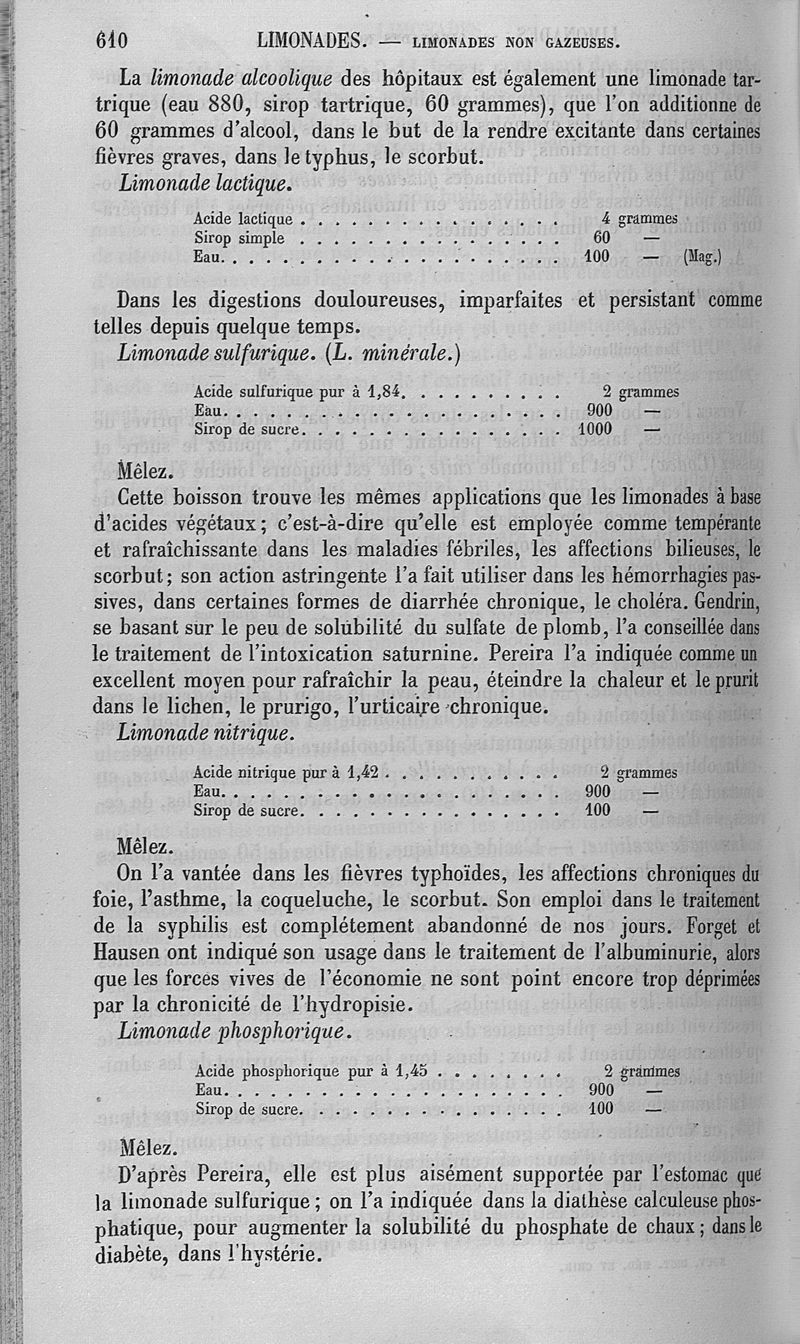 610 LIMONADES. — LIMONADES NON GAZEUSES.
La limonade alcoolique des hôpitaux est également une limonade tar-
trique (eau 880, sirop tartrique, 60 grammes), que l'on additionne de
60 grammes d'alcool, dans le but de la rendre excitante dans certaines
fièvres graves, dans le typhus, le scorbut.
Limonade lactique.
Acide lactique . . . . . . . . . . . . . . . . 4 grammes
Sirop simple . . . . . . . . . . . . . . . . 60 —
Eau. . . . . . . . . . . . . . . . . . . . . 100 — (Mag.)
Dans les digestions douloureuses, imparfaites et persistant comme
telles depuis quelque temps.
Limonade sulfurique. (L. minérale.)
Acide sulfurique pur à 1,84. . . . . . . . . . 2 grammes
Eau. . . . . . . . . . . . . . . . . . . . . 900 —
Sirop de sucre. . . . . . . . . . . . . . . . 1000 —
Mêlez.
Cette boisson trouve les mêmes applications que les limonades à base
d'acides végétaux; c'est-à-dire qu'elle est employée comme tempérante
et rafraîchissante dans les maladies fébriles, les affections bilieuses, le
scorbut; son action astringente l'a fait utiliser dans les hémorrhagies pas-
sives, dans certaines formes de diarrhée chronique, le choléra. Gendrin,
se basant sur le peu de solubilité du sulfate de plomb, l'a conseillée dans
le traitement de l'intoxication saturnine. Pereira l'a indiquée comme un
excellent moyen pour rafraîchir la peau, éteindre la chaleur et le prurit
dans le lichen, le prurigo, l'urticaire chronique.
Limonade nitrique.
Acide nitrique pur à 1,42 . . . . . . . . . . . 2 grammes
Eau. . . . . . . . . . . . . . . . . . . . . 900 —
Sirop de sucre. . . . . . . . . . . . . . . . 100 —
Mêlez.
On l'a vantée dans les fièvres typhoïdes, les affections chroniques du
foie, l'asthme, la coqueluche, le scorbut. Son emploi dans le traitement
de la syphilis est complétement abandonné de nos jours. Forget et
Hausen ont indiqué son usage dans le traitement de l'albuminurie, alors
que les forces vives de l'économie ne sont point encore trop déprimées
par la chronicité de l'hydropisie.
Limonade phosphorique.
Acide phosphorique pur à 1,45 . . . . . . . . 2 grammes
Eau. . . . . . . . . . . . . . . . . . . . . 900 —
Sirop de sucre. . . . . . . . . . . . . . . . 100 —
Mêlez.
D'après Pereira, elle est plus aisément supportée par l'estomac que
la limonade sulfurique; on l'a indiquée dans la diathèse calculeuse phos-
phatique, pour augmenter la solubilité du phosphate de chaux; dans le
diabète, dans l'hystérie.